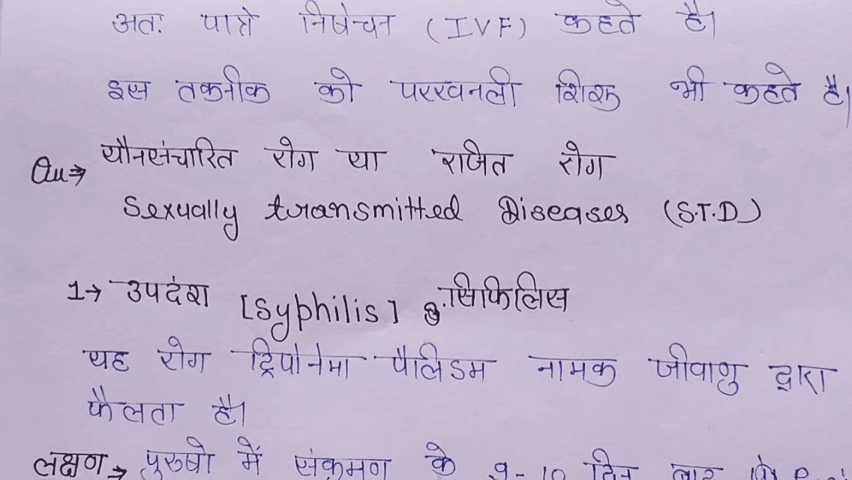 अतः पात्रे निषेचन (IVF) कहते है।
इस तकनीक को परखनली शिशु भी कहते है।
Qu⇒ यौनसंचारित रोग या रजित रोग
Sexually transmitted Diseases (S.T.D)
1→ उपदंश [Syphilis] सिफिलिस
यह रोग ट्रिपोनेमा पैलिडम नामक जीवाणु द्वारा
फैलता है।
लक्षण→ पुरुषो में संक्रमण के 9-10 दिन बाद